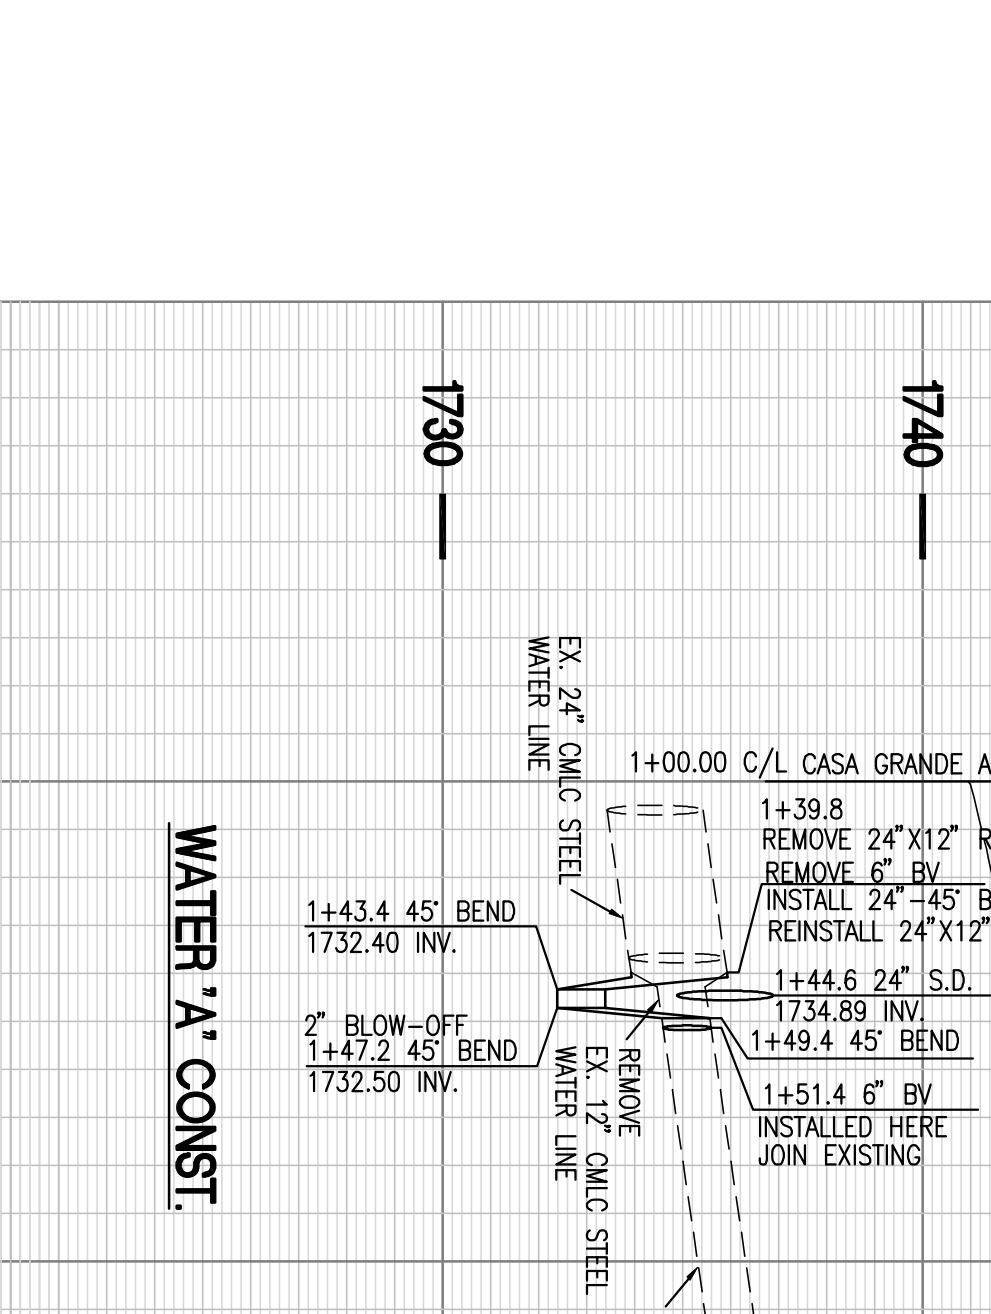 1730
1740
EX. 24" CMLC STEEL
WATER LINE
1+00.00 C/L CASA GRANDE A
1+39.8
REMOVE 24"X12" R
REMOVE 6" BV
INSTALL 24"-45° B
REINSTALL 24"X12"
1+43.4 45° BEND
1732.40 INV.
1+44.6 24" S.D.
1734.89 INV.
2" BLOW-OFF
1+47.2 45° BEND
1732.50 INV.
1+49.4 45° BEND
1+51.4 6" BV
INSTALLED HERE
JOIN EXISTING
REMOVE
EX. 12" CMLC STEEL
WATER LINE
WATER "A" CONST.